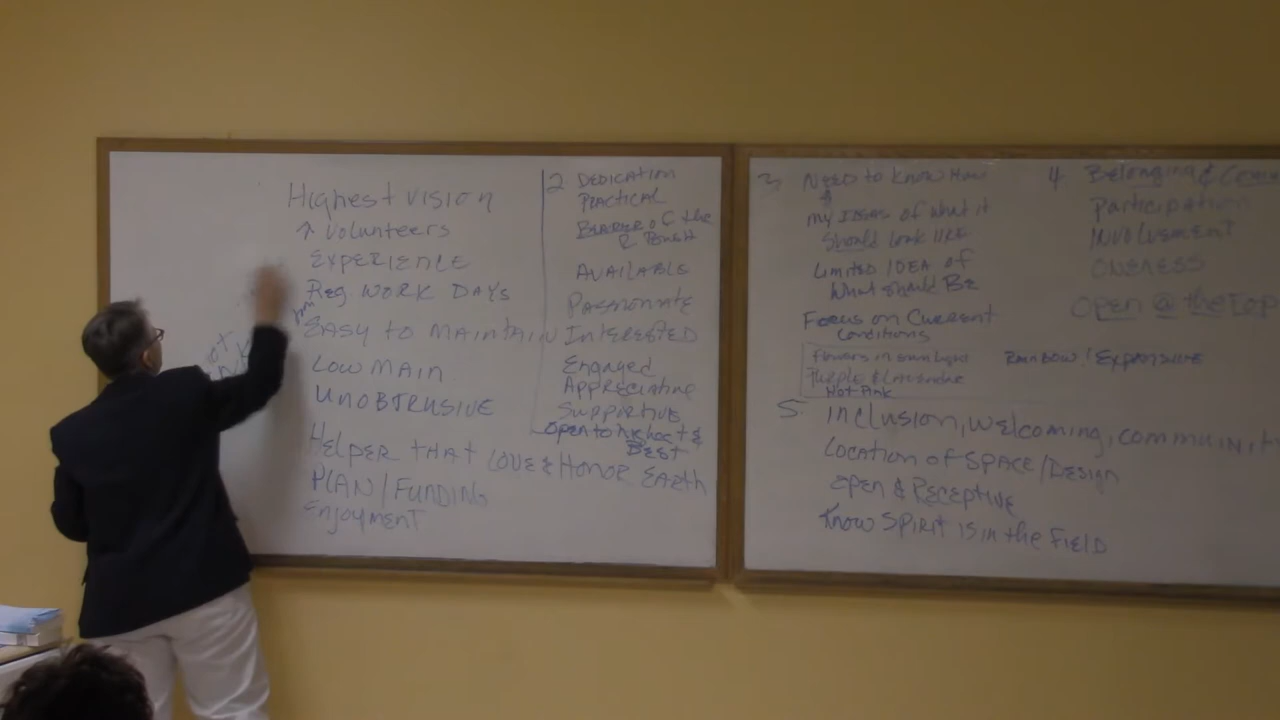 Highest vision
↑ Volunteers
EXPERIENCE
Reg. WORK DAYS
EASY to MAINTAIN
LOW MAIN
UNOBTRUSIVE
HELPER THAT LOVE & HONOR EARTH
PLAN / FUNDING
Enjoyment
2 DEDICATION
PRACTICAL
of the
AVAILABLE
PASSIONATE
INTERESTED
Engaged
APPRECIATIVE
SUPPORTIVE
OPEN to highest &
BEST
3. NEED to KNOW How
&
my IDEAS of what it
should look like
LIMITED IDEA of
What should BE
Focus on Current
Conditions
Flowers in sunlight
Purple & Lavender
Hot Pink
RAINBOW! EXPANSIVE
4. Belonging &
Participation
INVOLVEMENT
ONENESS
Open @ the top
5. INCLUSION, Welcoming,
Location of SPACE / Design
OPEN & Receptive
Know SPIRIT IS in the FIELD